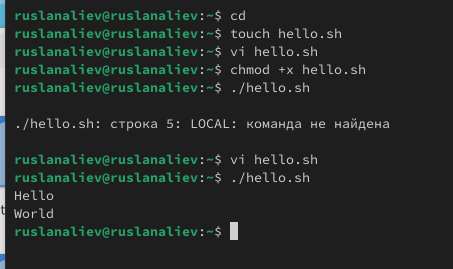 ruslanaliev@ruslanaliev:~$ cd
ruslanaliev@ruslanaliev:~$ touch hello.sh
ruslanaliev@ruslanaliev:~$ vi hello.sh
ruslanaliev@ruslanaliev:~$ chmod +x hello.sh
ruslanaliev@ruslanaliev:~$ ./hello.sh
./hello.sh: строка 5: LOCAL: команда не найдена
ruslanaliev@ruslanaliev:~$ vi hello.sh
ruslanaliev@ruslanaliev:~$ ./hello.sh
Hello
World
ruslanaliev@ruslanaliev:~$